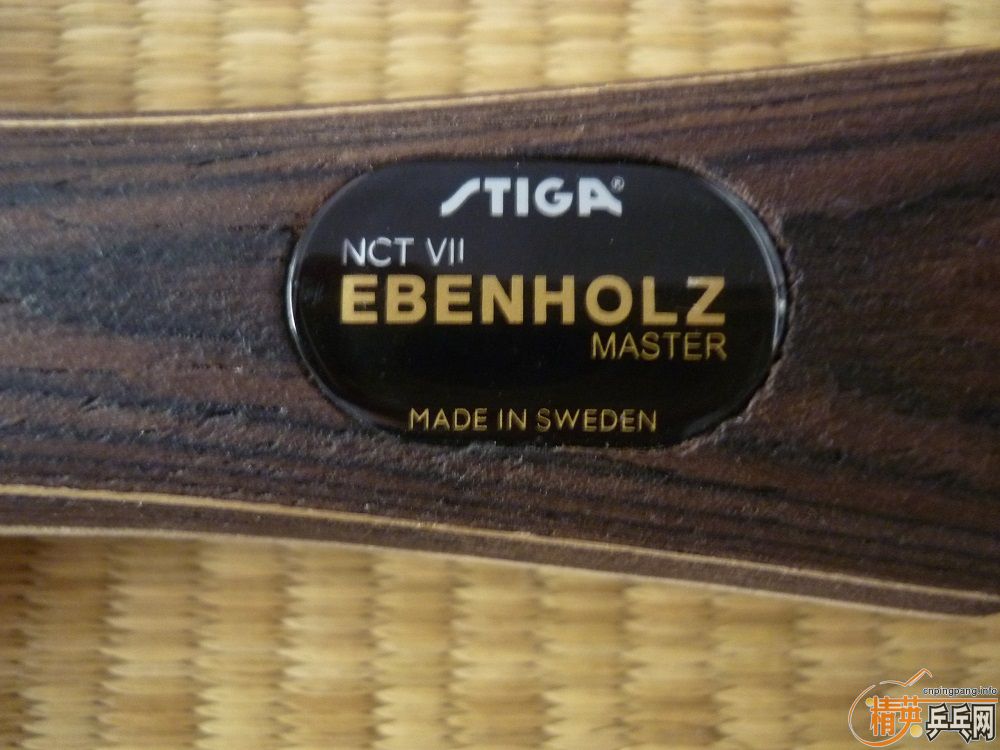 STIGA®
NCT VII
EBENHOLZ
MASTER
MADE IN SWEDEN
cnpingpang.info
精英乒乓网